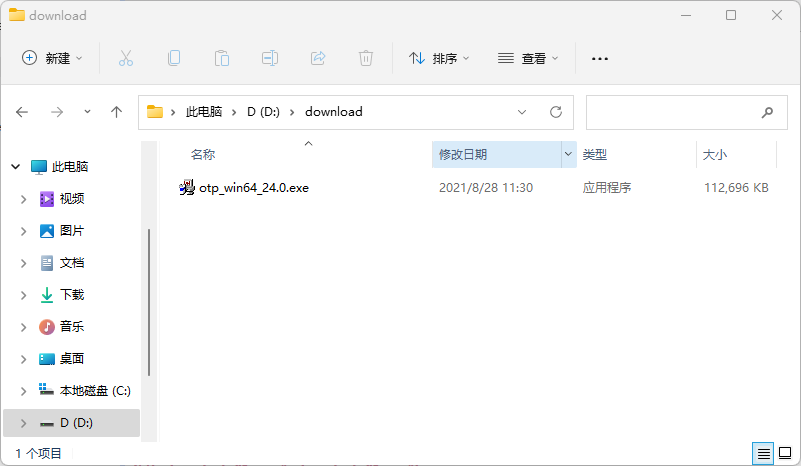 download
新建
排序
查看
此电脑
D (D:)
download
名称
修改日期
类型
大小
otp_win64_24.0.exe
2021/8/28 11:30
应用程序
112,696 KB
此电脑
视频
图片
文档
下载
音乐
桌面
本地磁盘 (C:)
D (D:)
1 个项目